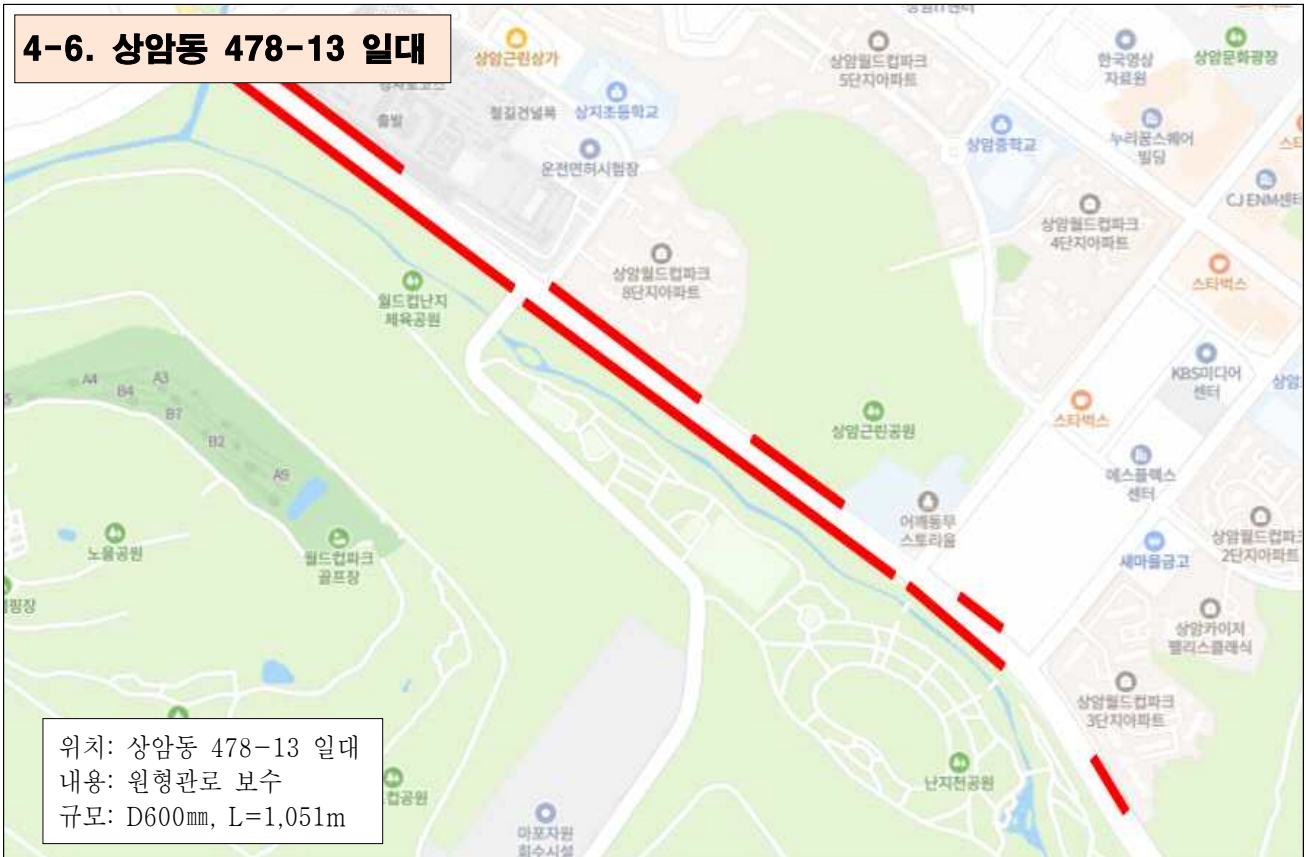 4-6. 상암동 478-13 일대
상암근린상가
상암월드컵파크
5단지아파트
한국영상
자료원
상암문화광장
출발
철길건널목
상지초등학교
상암중학교
누리꿈스퀘어
빌딩
운전면허시험장
CJ ENM센터
상암월드컵파크
4단지아파트
상암월드컵파크
8단지아파트
스타벅스
월드컵난지
체육공원
KBS미디어
센터
A4
A3
B4
B7
B2
A9
스타벅스
상암근린공원
에스플렉스
센터
어깨동무
스토리움
상암월드컵파크
2단지아파트
새마을금고
노을공원
월드컵파크
골프장
상암카이저
팰리스클래식
상암월드컵파크
3단지아파트
난지천공원
마포자원
회수시설
위치: 상암동 478-13 일대
내용: 원형관로 보수
규모: D600㎜, L=1,051m